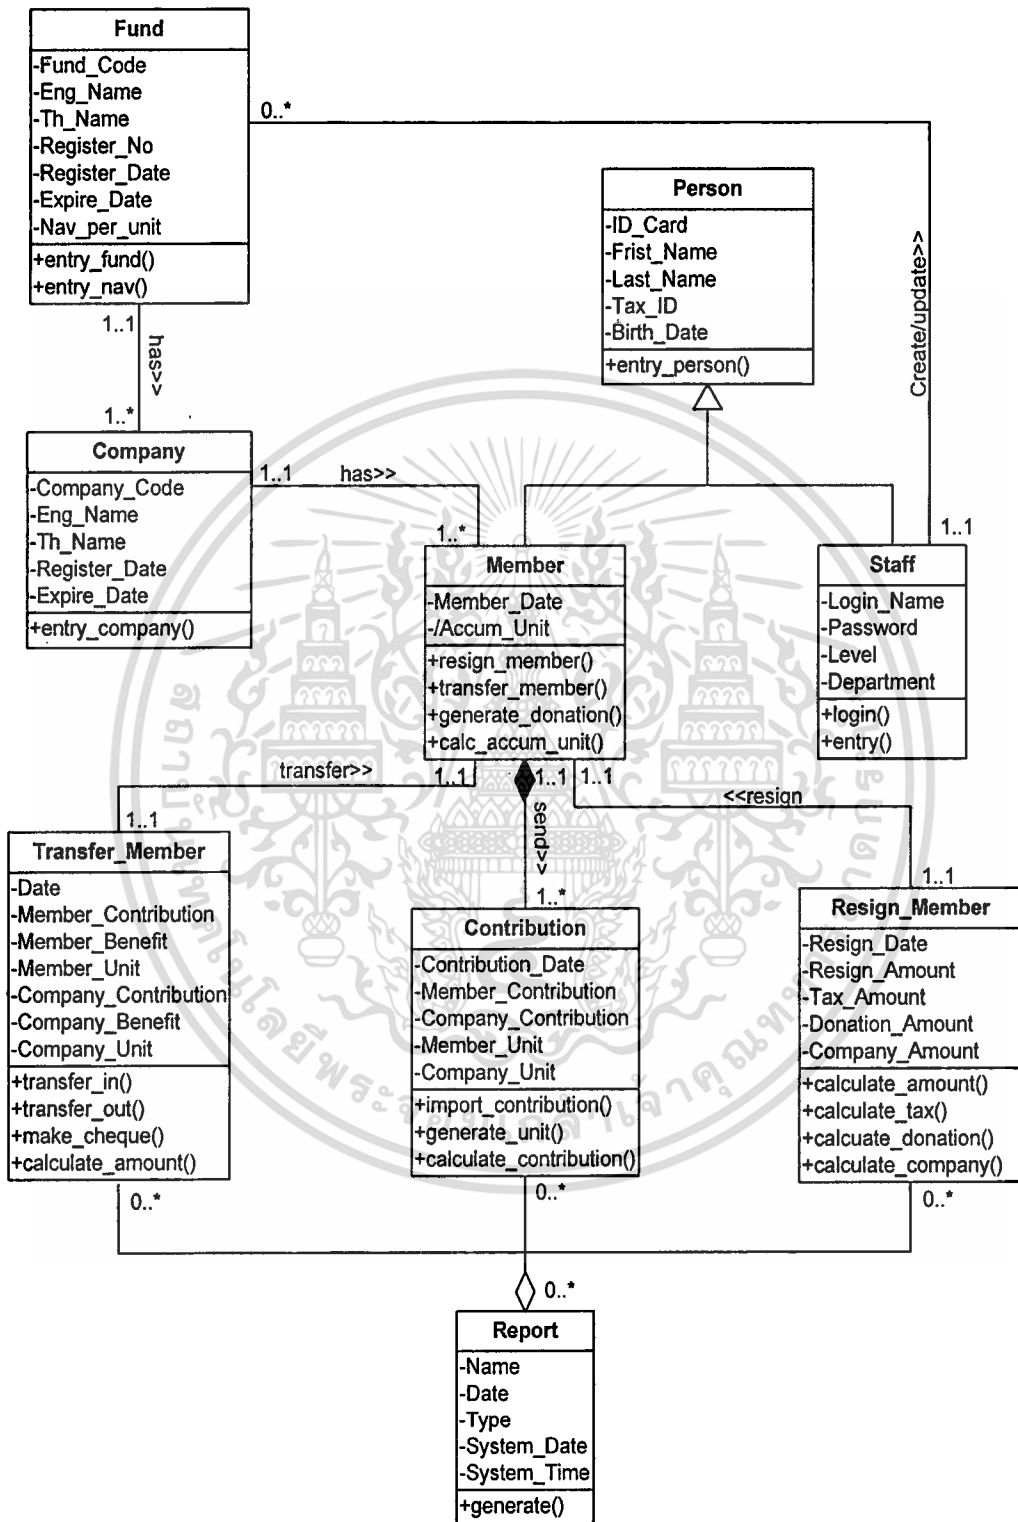 Fund
-Fund_Code
-Eng_Name
-Th_Name
-Register_No
-Register_Date
-Expire_Date
-Nav_per_unit
+entry_fund()
+entry_nav()
0..*
Create/update>>
1..1
Person
-ID_Card
-Frist_Name
-Last_Name
-Tax_ID
-Birth_Date
+entry_person()
1..1
has>>
1..*
Company
-Company_Code
-Eng_Name
-Th_Name
-Register_Date
-Expire_Date
+entry_company()
1..1
has>>
1..*
Member
-Member_Date
-/Accum_Unit
+resign_member()
+transfer_member()
+generate_donation()
+calc_accum_unit()
Staff
-Login_Name
-Password
-Level
-Department
+login()
+entry()
transfer>>
1..1
1..1
1..1
send>>
1..*
1..1
<<resign
1..1
Transfer_Member
-Date
-Member_Contribution
-Member_Benefit
-Member_Unit
-Company_Contribution
-Company_Benefit
-Company_Unit
+transfer_in()
+transfer_out()
+make_cheque()
+calculate_amount()
0..*
Contribution
-Contribution_Date
-Member_Contribution
-Company_Contribution
-Member_Unit
-Company_Unit
+import_contribution()
+generate_unit()
+calculate_contribution()
0..*
Resign_Member
-Resign_Date
-Resign_Amount
-Tax_Amount
-Donation_Amount
-Company_Amount
+calculate_amount()
+calculate_tax()
+calcuate_donation()
+calculate_company()
0..*
0..*
Report
-Name
-Date
-Type
-System_Date
-System_Time
+generate()